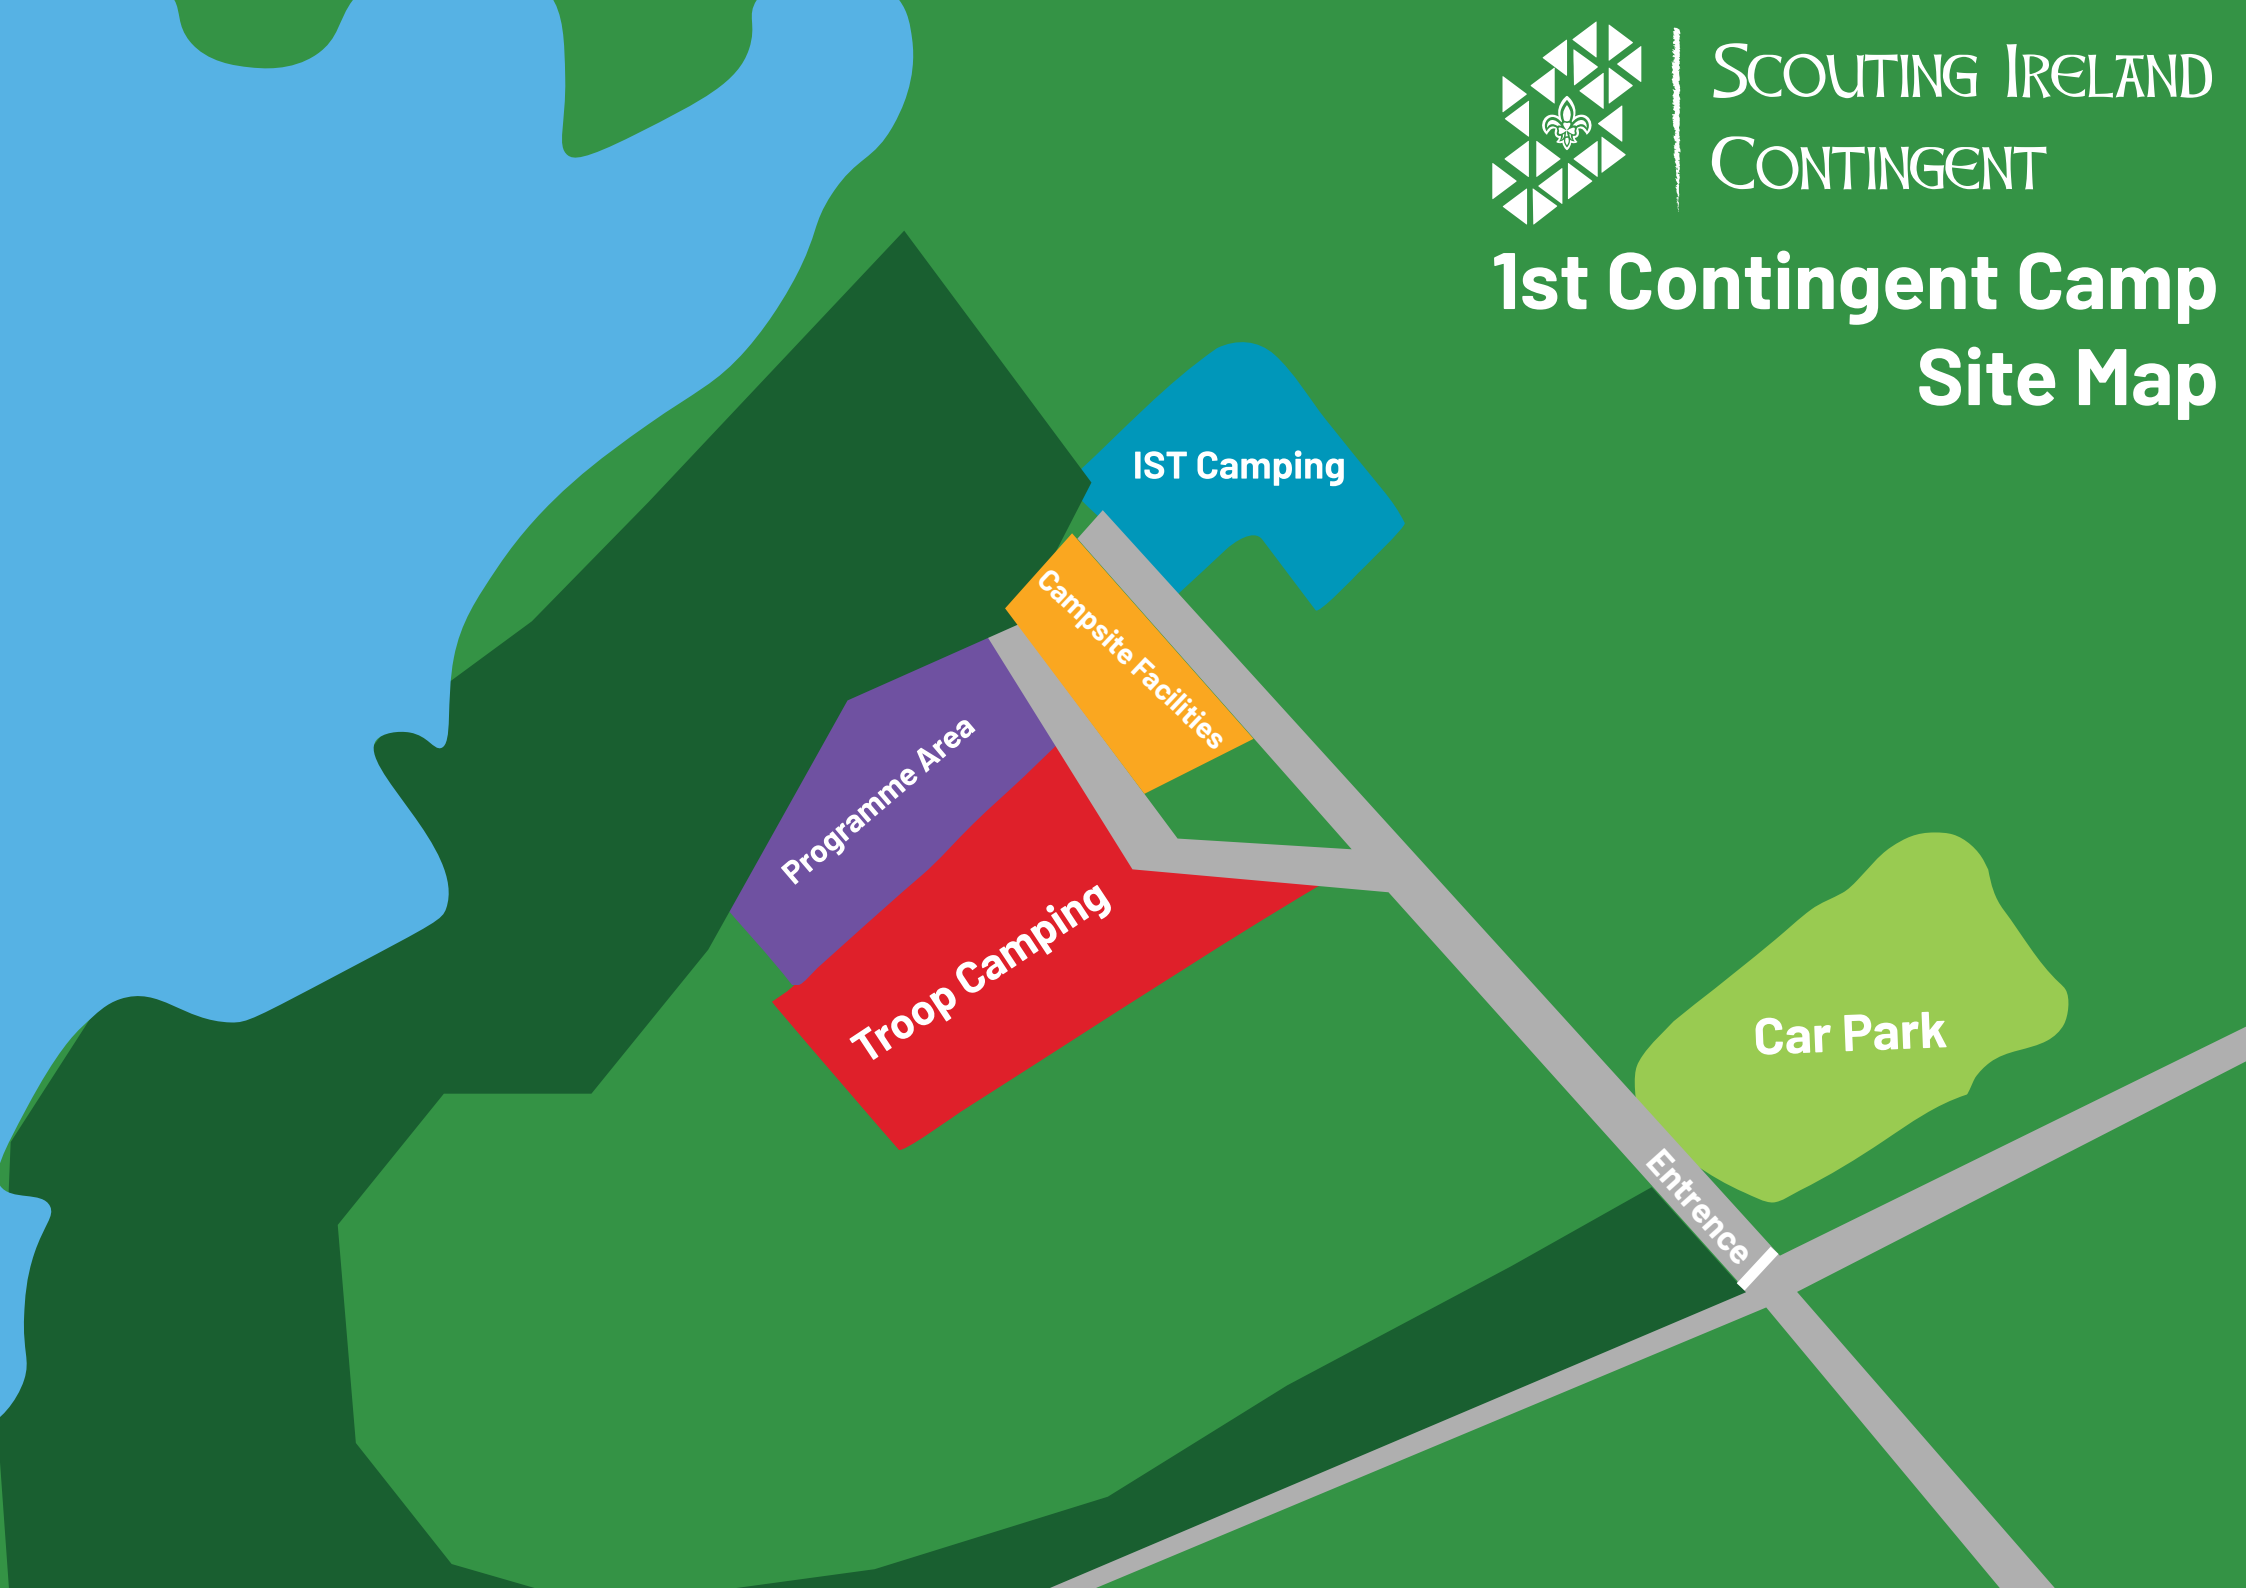 Scouting Ireland
Contingent
1st Contingent Camp
Site Map
IST Camping
Campsite Facilities
Programme Area
Troop Camping
Car Park
Entrence